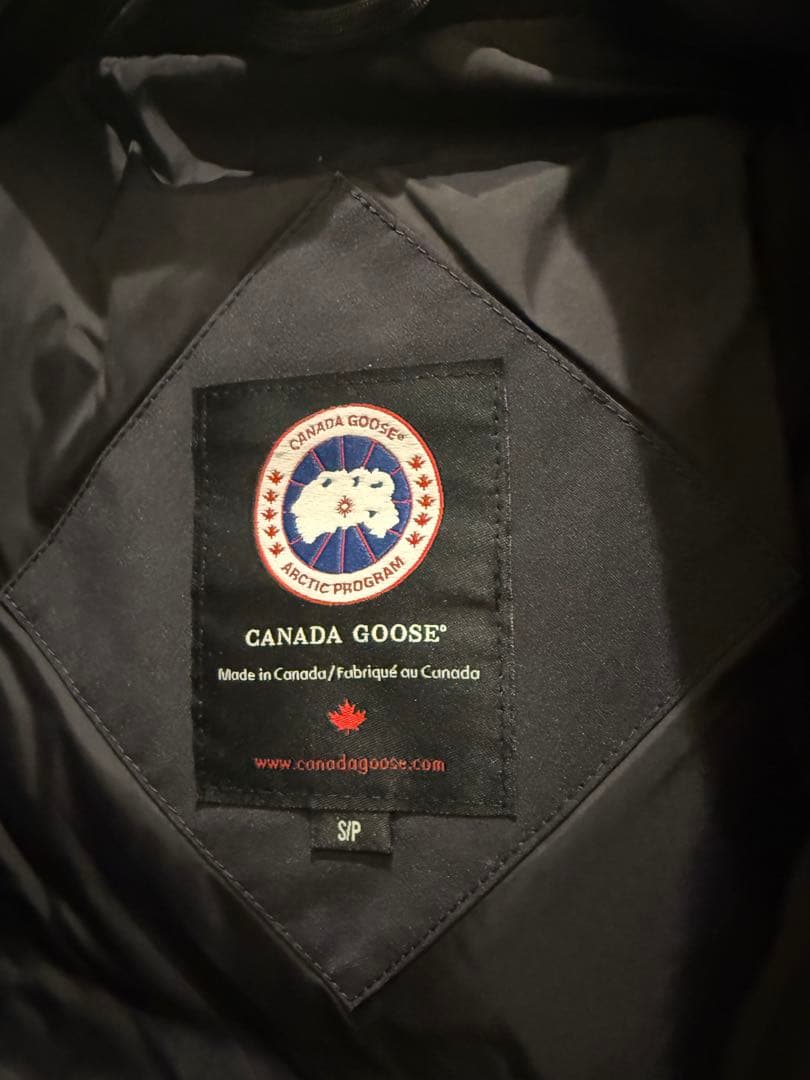 CANADA GOOSE®
ARCTIC PROGRAM
CANADA GOOSE®
Made in Canada/Fabriqué au Canada
www.canadagoose.com
S/P